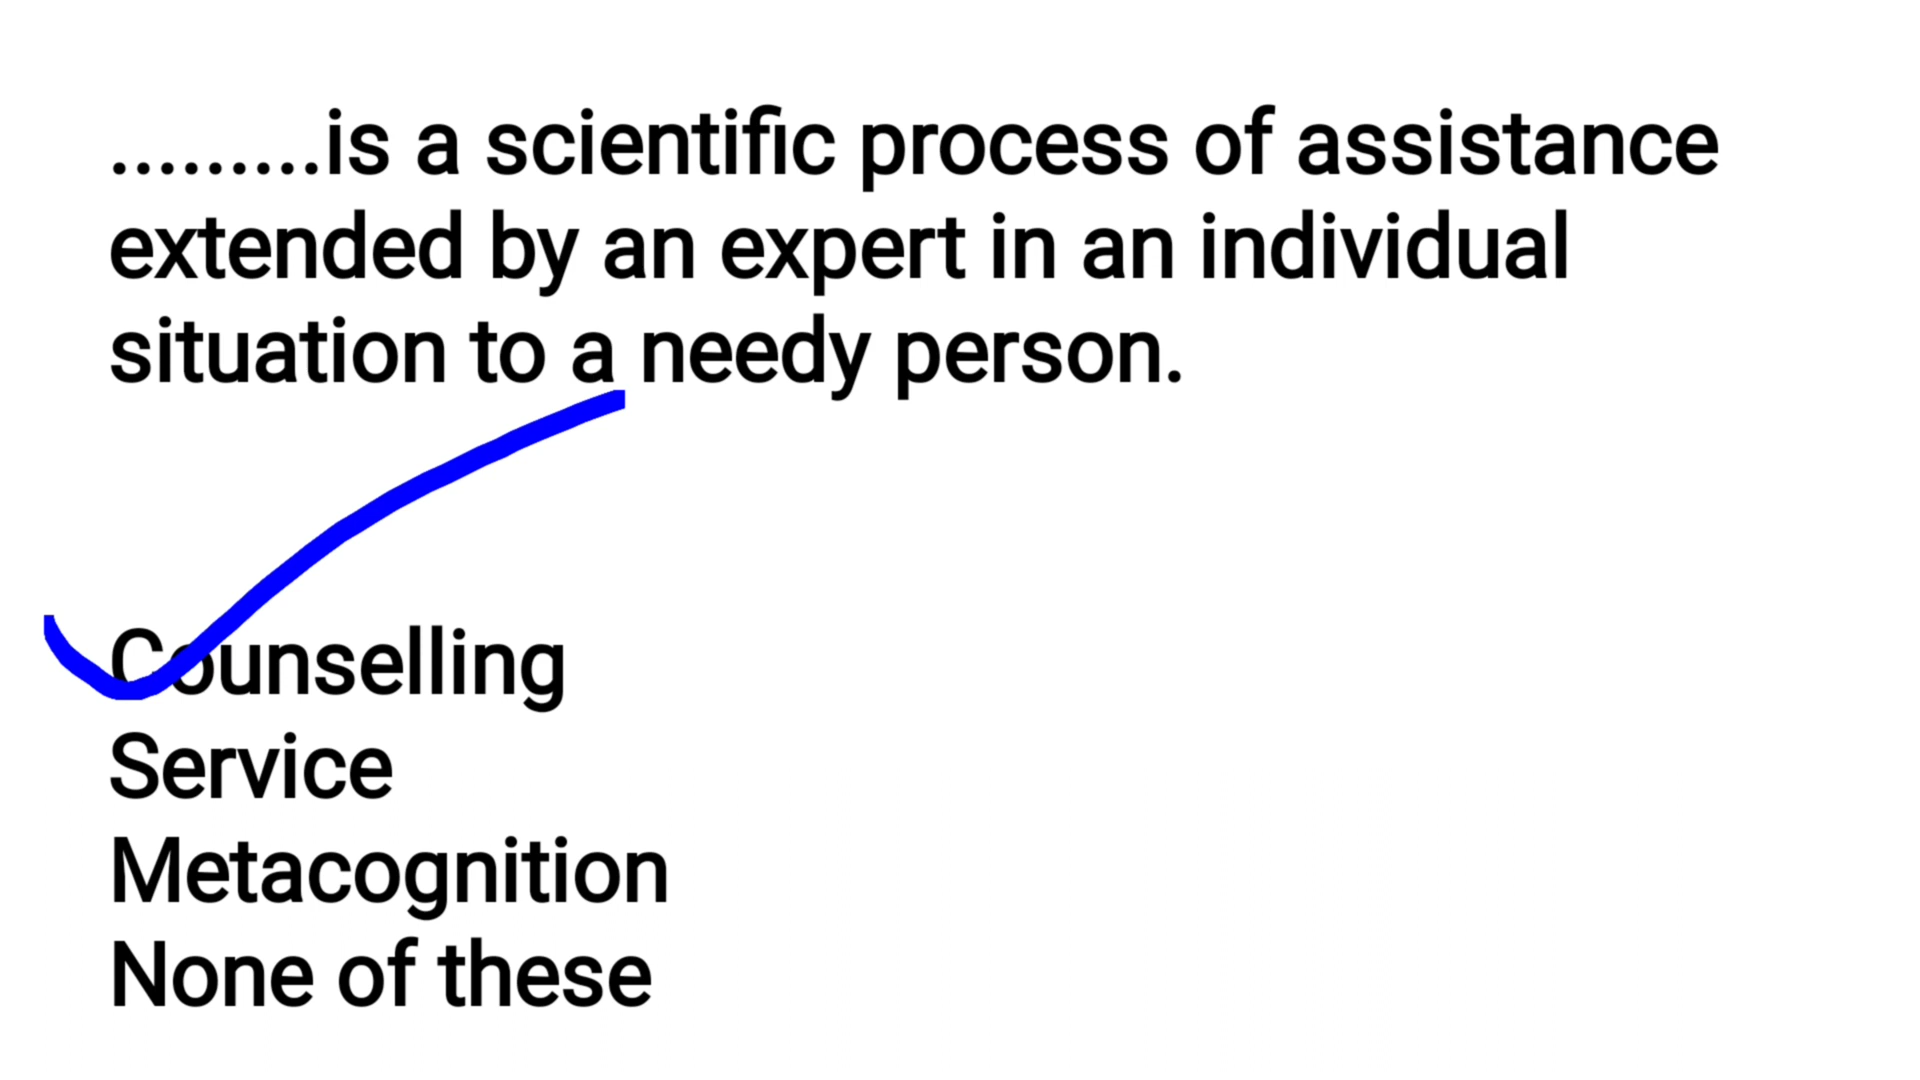 .........is a scientific process of assistance
extended by an expert in an individual
situation to a needy person.
Counselling
Service
Metacognition
None of these